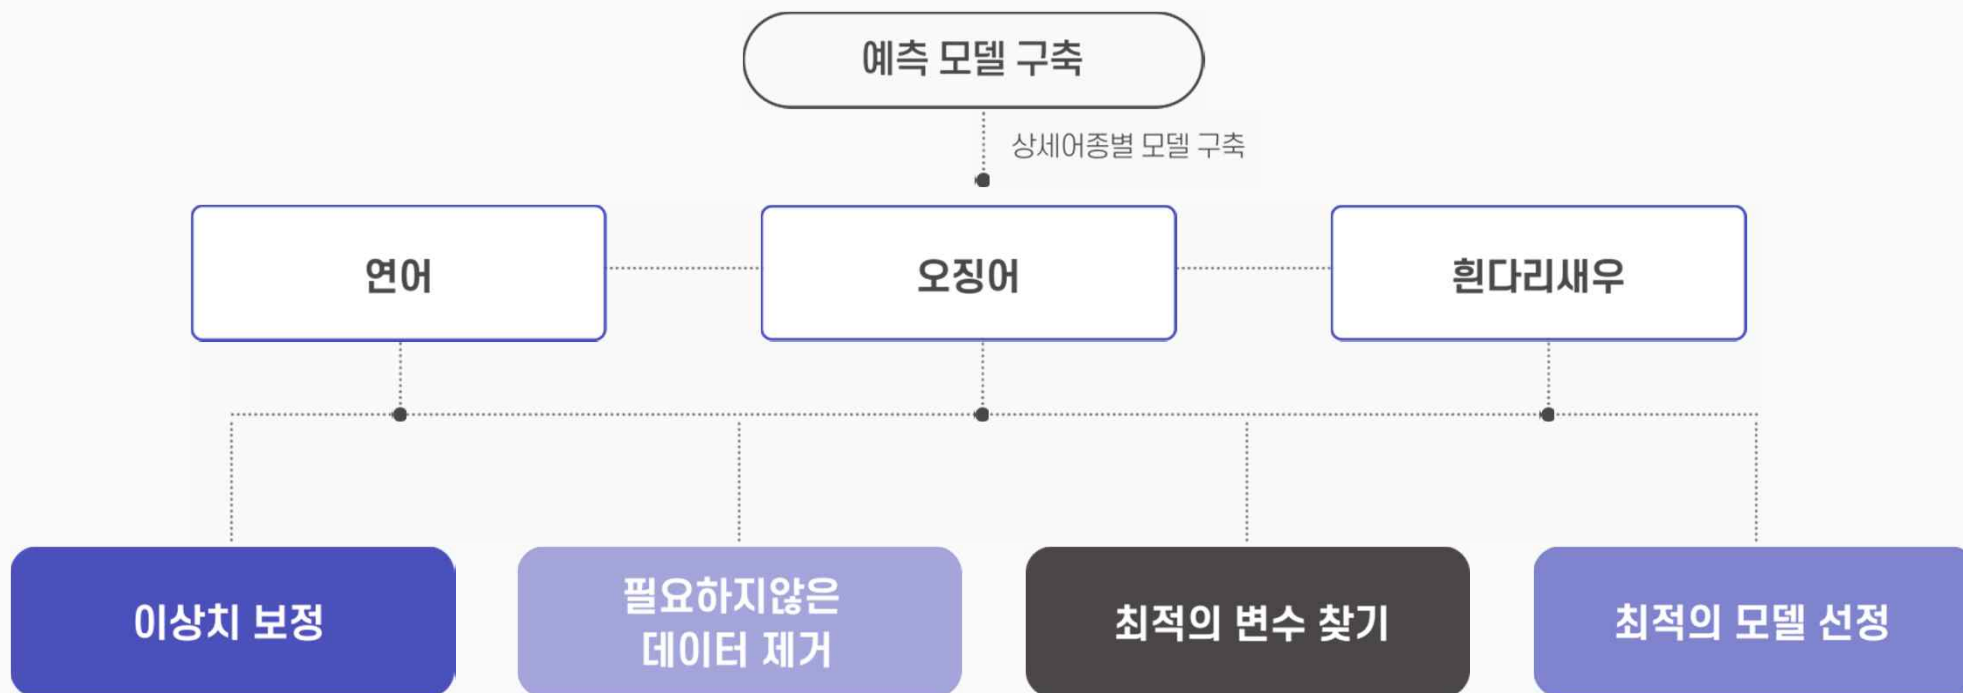 예측 모델 구축
상세어종별 모델 구축
연어
오징어
흰다리새우
이상치 보정
필요하지않은
데이터 제거
최적의 변수 찾기
최적의 모델 선정